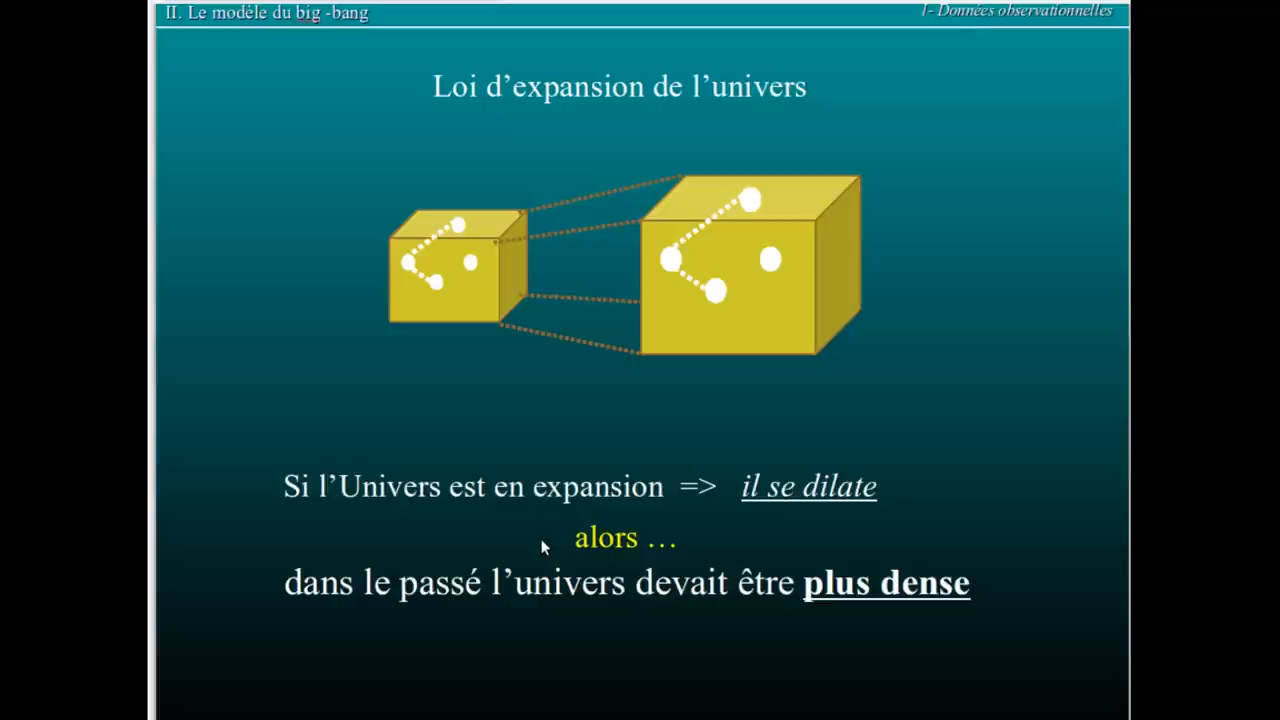 II. Le modèle du big -bang
1- Données observationnelles
Loi d’expansion de l’univers
Si l’Univers est en expansion => il se dilate
alors …
dans le passé l’univers devait être plus dense